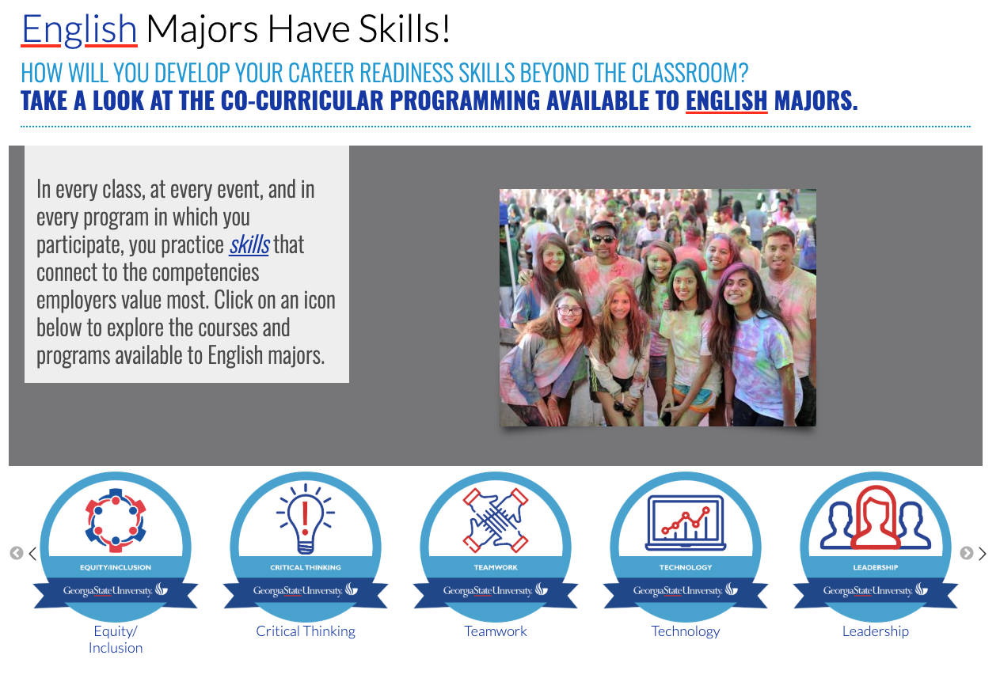 English Majors Have Skills!
HOW WILL YOU DEVELOP YOUR CAREER READINESS SKILLS BEYOND THE CLASSROOM?
TAKE A LOOK AT THE CO-CURRICULAR PROGRAMMING AVAILABLE TO ENGLISH MAJORS.
In every class, at every event, and in
every program in which you
participate, you practice skills that
connect to the competencies
employers value most. Click on an icon
below to explore the courses and
programs available to English majors.
EQUITY/INCLUSION
GeorgiaStateUniversity.
Equity/
Inclusion
CRITICAL THINKING
GeorgiaStateUniversity.
Critical Thinking
TEAMWORK
GeorgiaStateUniversity.
Teamwork
TECHNOLOGY
GeorgiaStateUniversity.
Technology
LEADERSHIP
GeorgiaStateUniversity.
Leadership